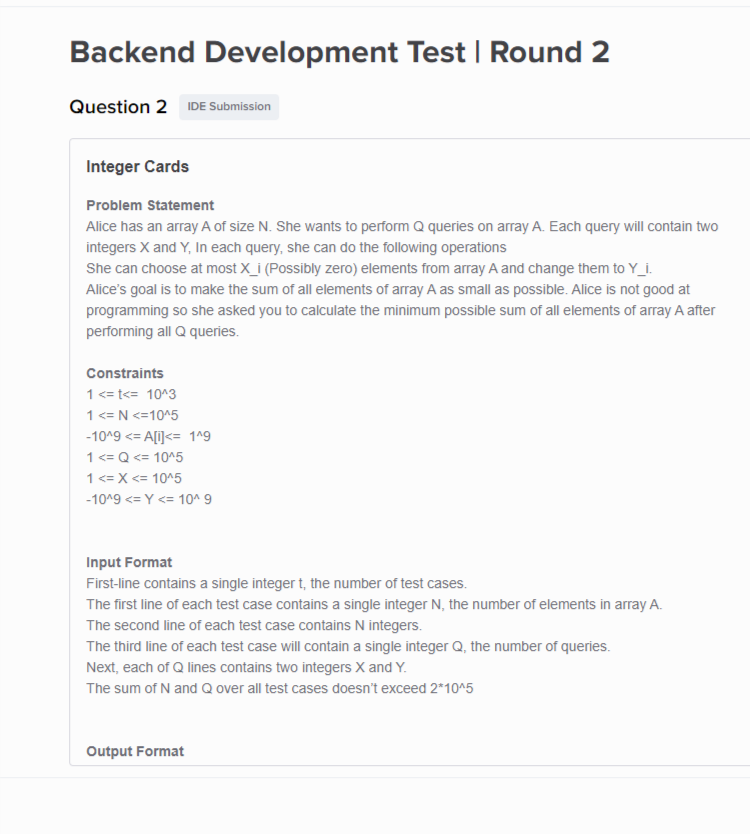 Backend Development Test | Round 2
Question 2 IDE Submission
Integer Cards
Problem Statement
Alice has an array A of size N. She wants to perform Q queries on array A. Each query will contain two
integers X and Y, In each query, she can do the following operations
She can choose at most X_i (Possibly zero) elements from array A and change them to Y_i.
Alice's goal is to make the sum of all elements of array A as small as possible. Alice is not good at
programming so she asked you to calculate the minimum possible sum of all elements of array A after
performing all Q queries.
Constraints
1 <= t<= 10^3
1 <= N <=10^5
-10^9 <= A[i]<= 1^9
1 <= Q <= 10^5
1 <= X <= 10^5
-10^9 <= Y <= 10^ 9
Input Format
First-line contains a single integer t, the number of test cases.
The first line of each test case contains a single integer N, the number of elements in array A.
The second line of each test case contains N integers.
The third line of each test case will contain a single integer Q, the number of queries.
Next, each of Q lines contains two integers X and Y.
The sum of N and Q over all test cases doesn't exceed 2*10^5
Output Format